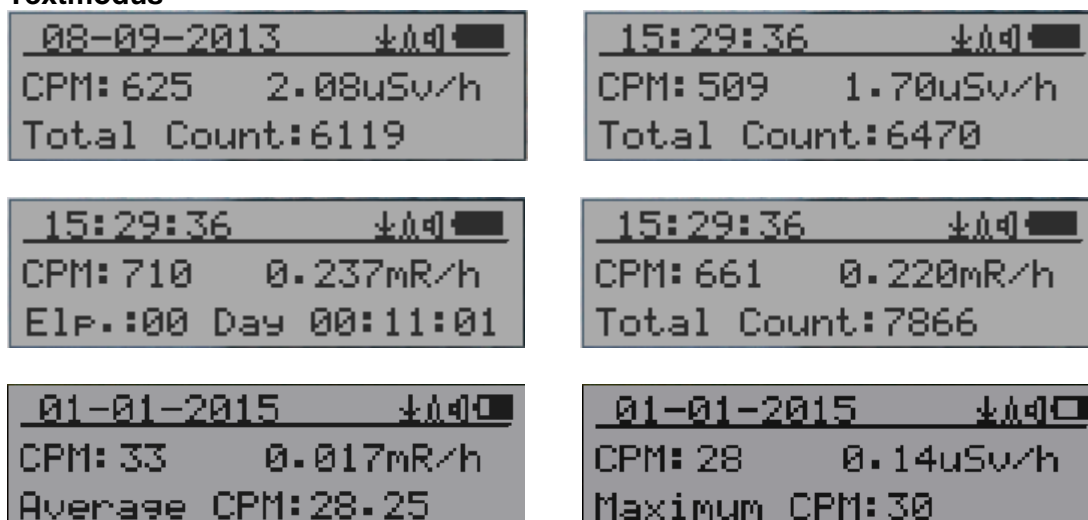 Textmodus
08-09-2013
CPM:625 2.08uSv/h
Total Count:6119
15:29:36
CPM:509 1.70uSv/h
Total Count:6470
15:29:36
CPM:710 0.237mR/h
Elp.:00 Day 00:11:01
15:29:36
CPM:661 0.220mR/h
Total Count:7866
01-01-2015
CPM:33 0.017mR/h
Average CPM:28.25
01-01-2015
CPM:28 0.14uSv/h
Maximum CPM:30